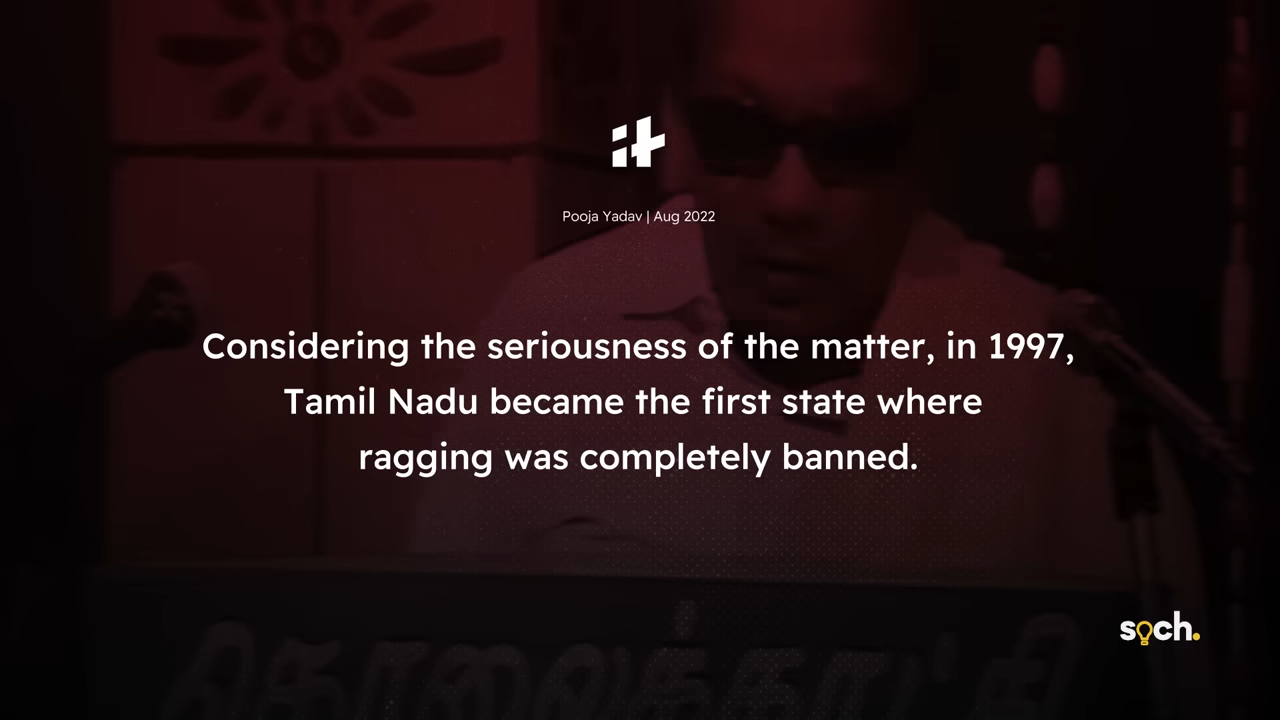 Pooja Yadav | Aug 2022
Considering the seriousness of the matter, in 1997,
Tamil Nadu became the first state where
ragging was completely banned.
soch.
தொலைக்காட்சி